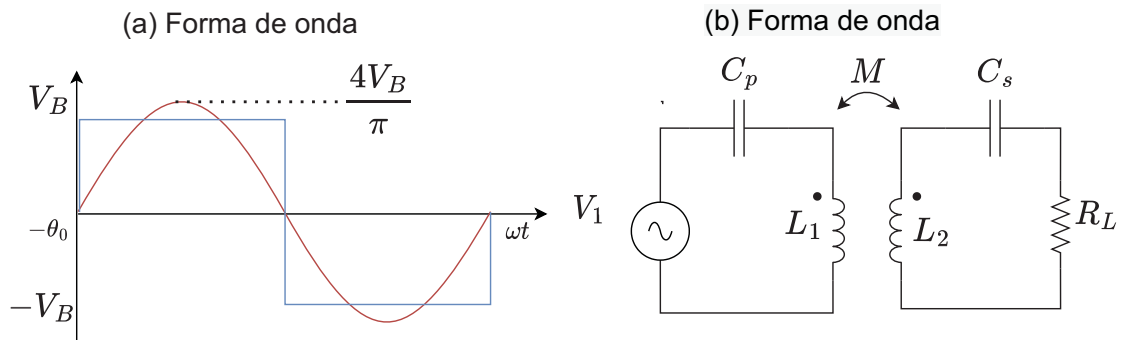 (a) Forma de onda
V_B
4V_B
π
-θ_0
ωt
-V_B
(b) Forma de onda
C_p
M
C_s
V_1
L_1
L_2
R_L